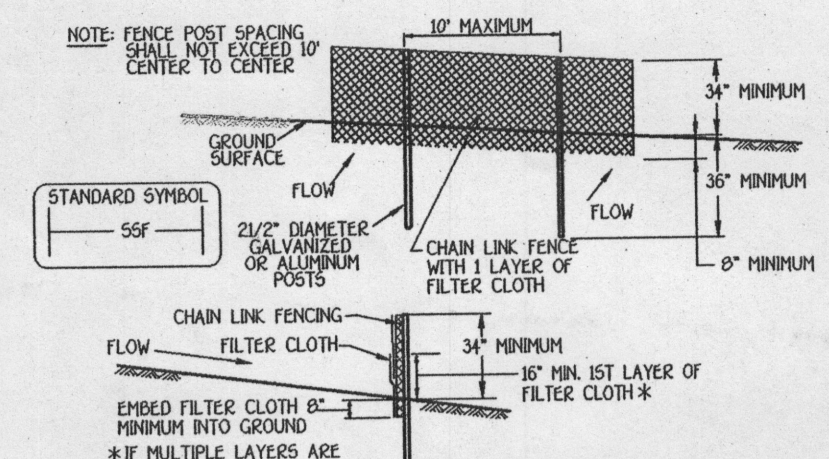 NOTE: FENCE POST SPACING
SHALL NOT EXCEED 10'
CENTER TO CENTER
10' MAXIMUM
34" MINIMUM
GROUND
SURFACE
36" MINIMUM
FLOW
FLOW
STANDARD SYMBOL
SSF
21/2" DIAMETER
GALVANIZED
OR ALUMINUM
POSTS
CHAIN LINK FENCE
WITH 1 LAYER OF
FILTER CLOTH
8" MINIMUM
CHAIN LINK FENCING
FLOW
FILTER CLOTH
34" MINIMUM
16" MIN. 1ST LAYER OF
FILTER CLOTH*
EMBED FILTER CLOTH 8"
MINIMUM INTO GROUND
*IF MULTIPLE LAYERS ARE